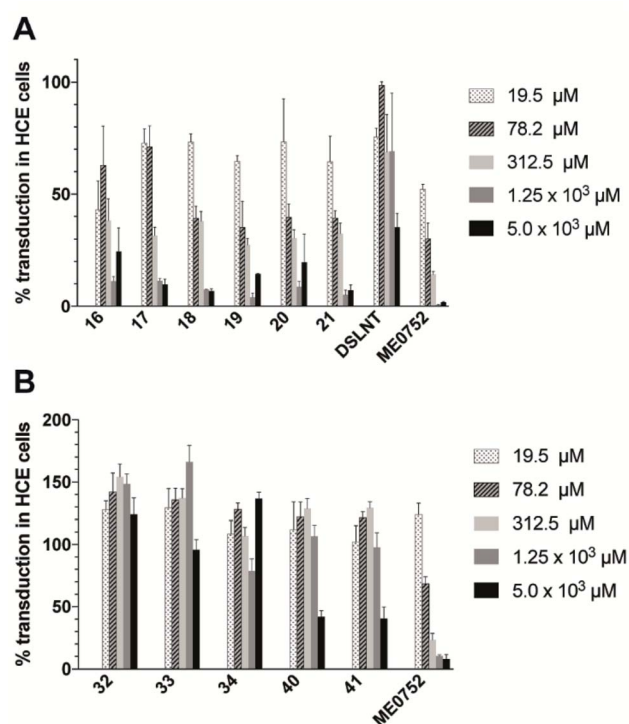 A
% transduction in HCE cells
100
50
0
16
17
18
19
20
21
DSLNT
ME0752
19.5 µM
78.2 µM
312.5 µM
1.25 x 10³ µM
5.0 x 10³ µM
B
% transduction in HCE cells
200
150
100
50
0
32
33
34
40
41
ME0752
19.5 µM
78.2 µM
312.5 µM
1.25 x 10³ µM
5.0 x 10³ µM